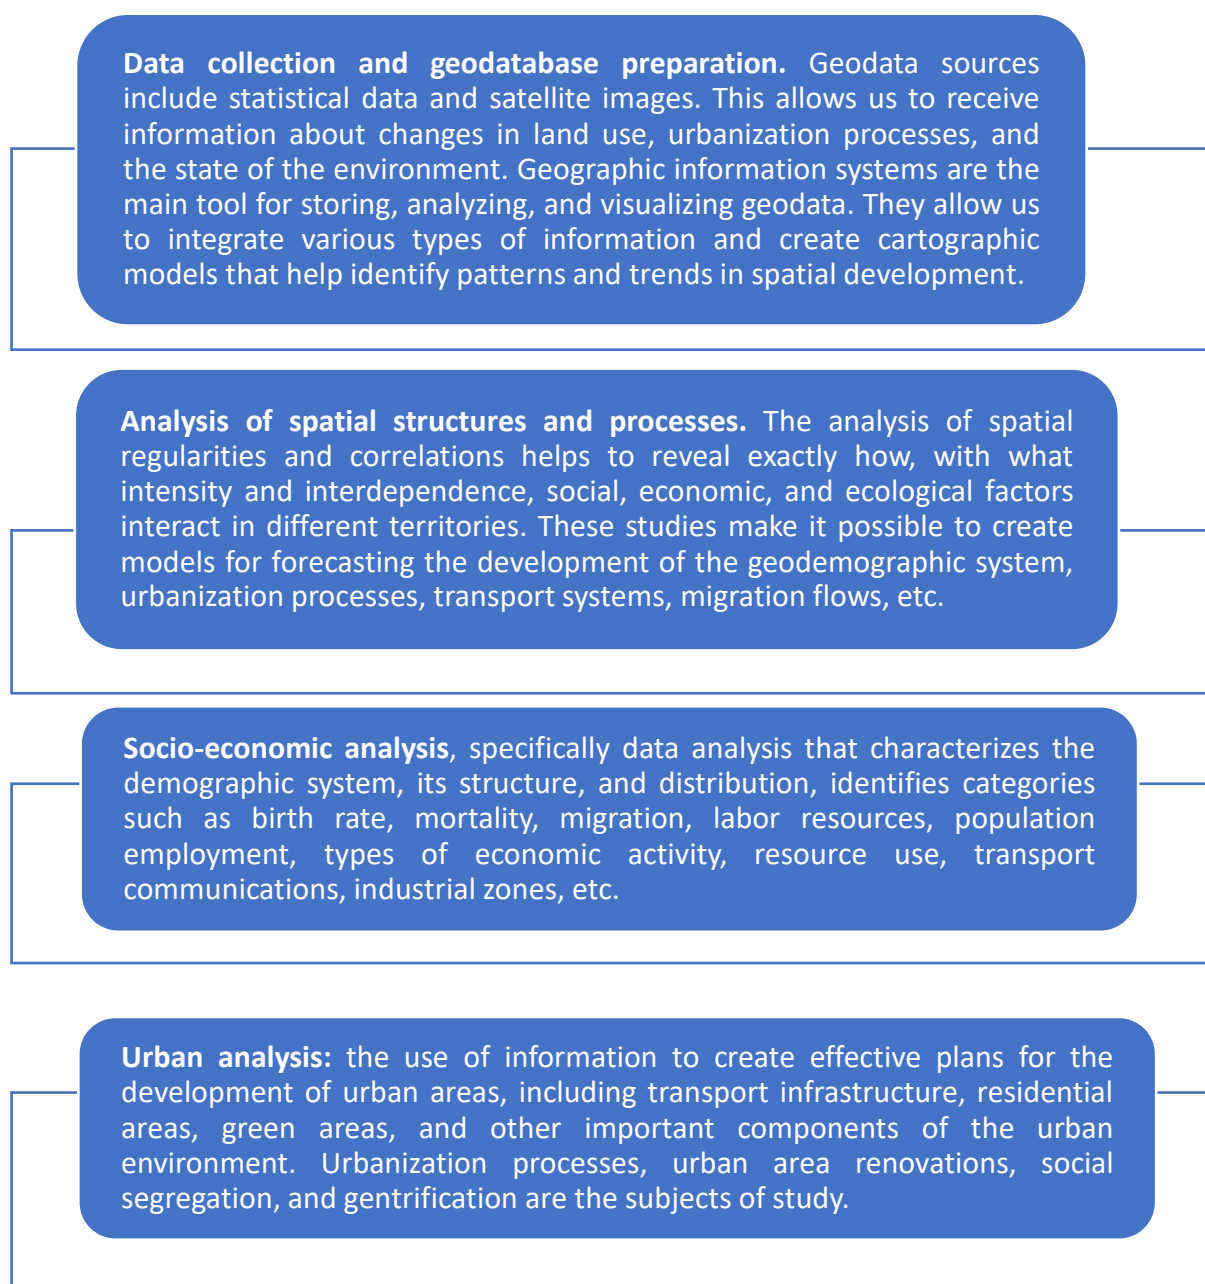 Data collection and geodatabase preparation. Geodata sources
include statistical data and satellite images. This allows us to receive
information about changes in land use, urbanization processes, and
the state of the environment. Geographic information systems are the
main tool for storing, analyzing, and visualizing geodata. They allow us
to integrate various types of information and create cartographic
models that help identify patterns and trends in spatial development.
Analysis of spatial structures and processes. The analysis of spatial
regularities and correlations helps to reveal exactly how, with what
intensity and interdependence, social, economic, and ecological factors
interact in different territories. These studies make it possible to create
models for forecasting the development of the geodemographic system,
urbanization processes, transport systems, migration flows, etc.
Socio-economic analysis, specifically data analysis that characterizes the
demographic system, its structure, and distribution, identifies categories
such as birth rate, mortality, migration, labor resources, population
employment, types of economic activity, resource use, transport
communications, industrial zones, etc.
Urban analysis: the use of information to create effective plans for the
development of urban areas, including transport infrastructure, residential
areas, green areas, and other important components of the urban
environment. Urbanization processes, urban area renovations, social
segregation, and gentrification are the subjects of study.